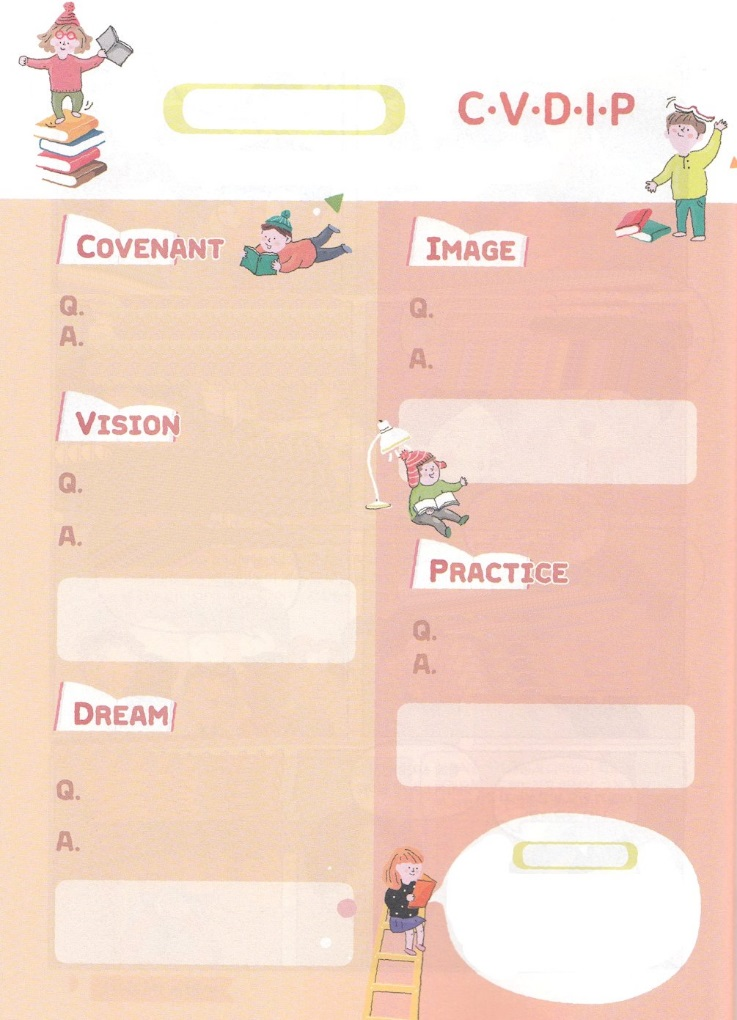 C·V·D·I·P
COVENANT
Q.
A.
VISION
Q.
A.
DREAM
Q.
A.
IMAGE
Q.
A.
PRACTICE
Q.
A.